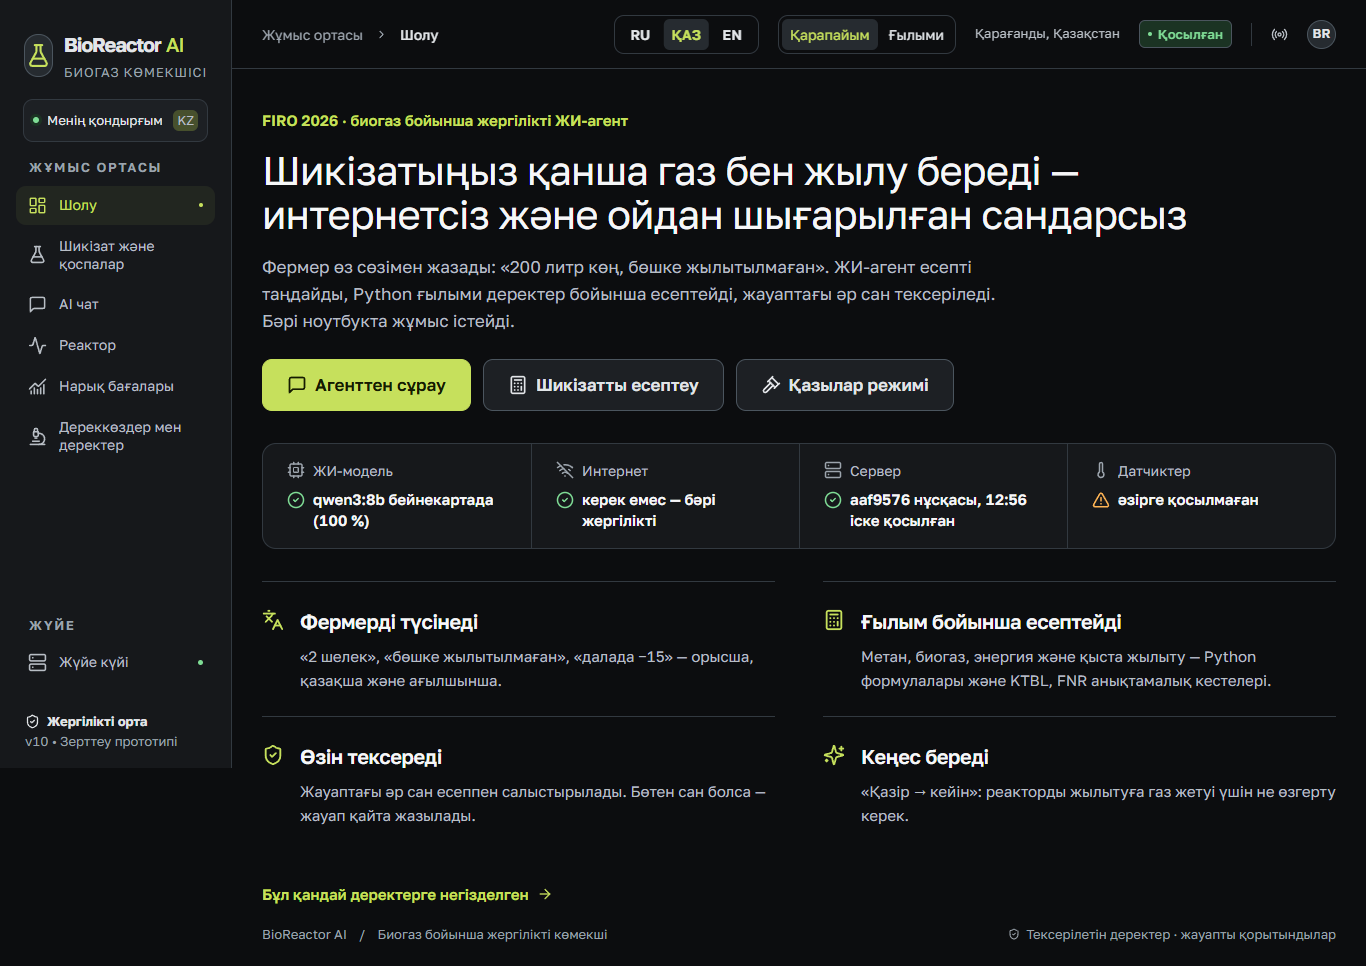 BioReactor AI
БИОГАЗ КӨМЕКШІСІ
Менің қондырғым KZ
ЖҰМЫС ОРТАСЫ
Шолу
Шикізат және
қоспалар
AI чат
Реактор
Нарық бағалары
Дереккөздер мен
деректер
ЖҮЙЕ
Жүйе күйі
Жергілікті орта
v10 • Зерттеу прототипі
Жұмыс ортасы > Шолу
RU ҚАЗ EN
Қарапайым Ғылыми
Қарағанды, Қазақстан
• Қосылған
BR
FIRO 2026 · биогаз бойынша жергілікті ЖИ-агент
Шикізатыңыз қанша газ бен жылу береді —
интернетсіз және ойдан шығарылған сандарсыз
Фермер өз сөзімен жазады: «200 литр көң, бөшке жылытылмаған». ЖИ-агент есепті
таңдайды, Python ғылыми деректер бойынша есептейді, жауаптағы әр сан тексеріледі.
Бәрі ноутбукта жұмыс істейді.
Агенттен сұрау
Шикізатты есептеу
Қазылар режимі
ЖИ-модель
qwen3:8b бейнекартада
(100 %)
Интернет
керек емес — бәрі
жергілікті
Сервер
aaf9576 нұсқасы, 12:56
іске қосылған
Датчиктер
әзірге қосылмаған
Фермерді түсінеді
«2 шелек», «бөшке жылытылмаған», «далада −15» — орысша,
қазақша және ағылшынша.
Ғылым бойынша есептейді
Метан, биогаз, энергия және қыста жылыту — Python
формулалары және KTBL, FNR анықтамалық кестелері.
Өзін тексереді
Жауаптағы әр сан есеппен салыстырылады. Бөтен сан болса —
жауап қайта жазылады.
Кеңес береді
«Қазір → кейін»: реакторды жылытуға газ жетуі үшін не өзгерту
керек.
Бұл қандай деректерге негізделген →
BioReactor AI / Биогаз бойынша жергілікті көмекші
Тексерілетін деректер · жауапты қорытындылар